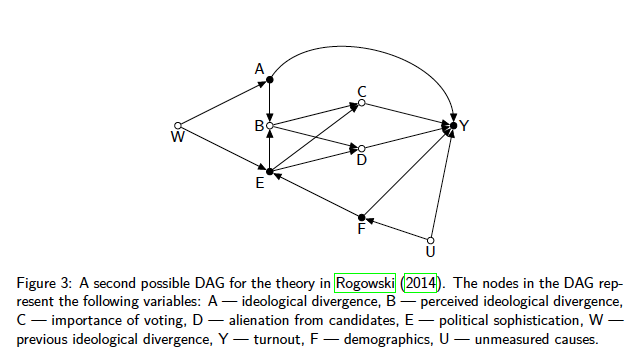 A
C
B
Y
W
D
E
F
U
Figure 3: A second possible DAG for the theory in Rogowski (2014). The nodes in the DAG rep-
resent the following variables: A — ideological divergence, B — perceived ideological divergence,
C — importance of voting, D — alienation from candidates, E — political sophistication, W —
previous ideological divergence, Y — turnout, F — demographics, U — unmeasured causes.